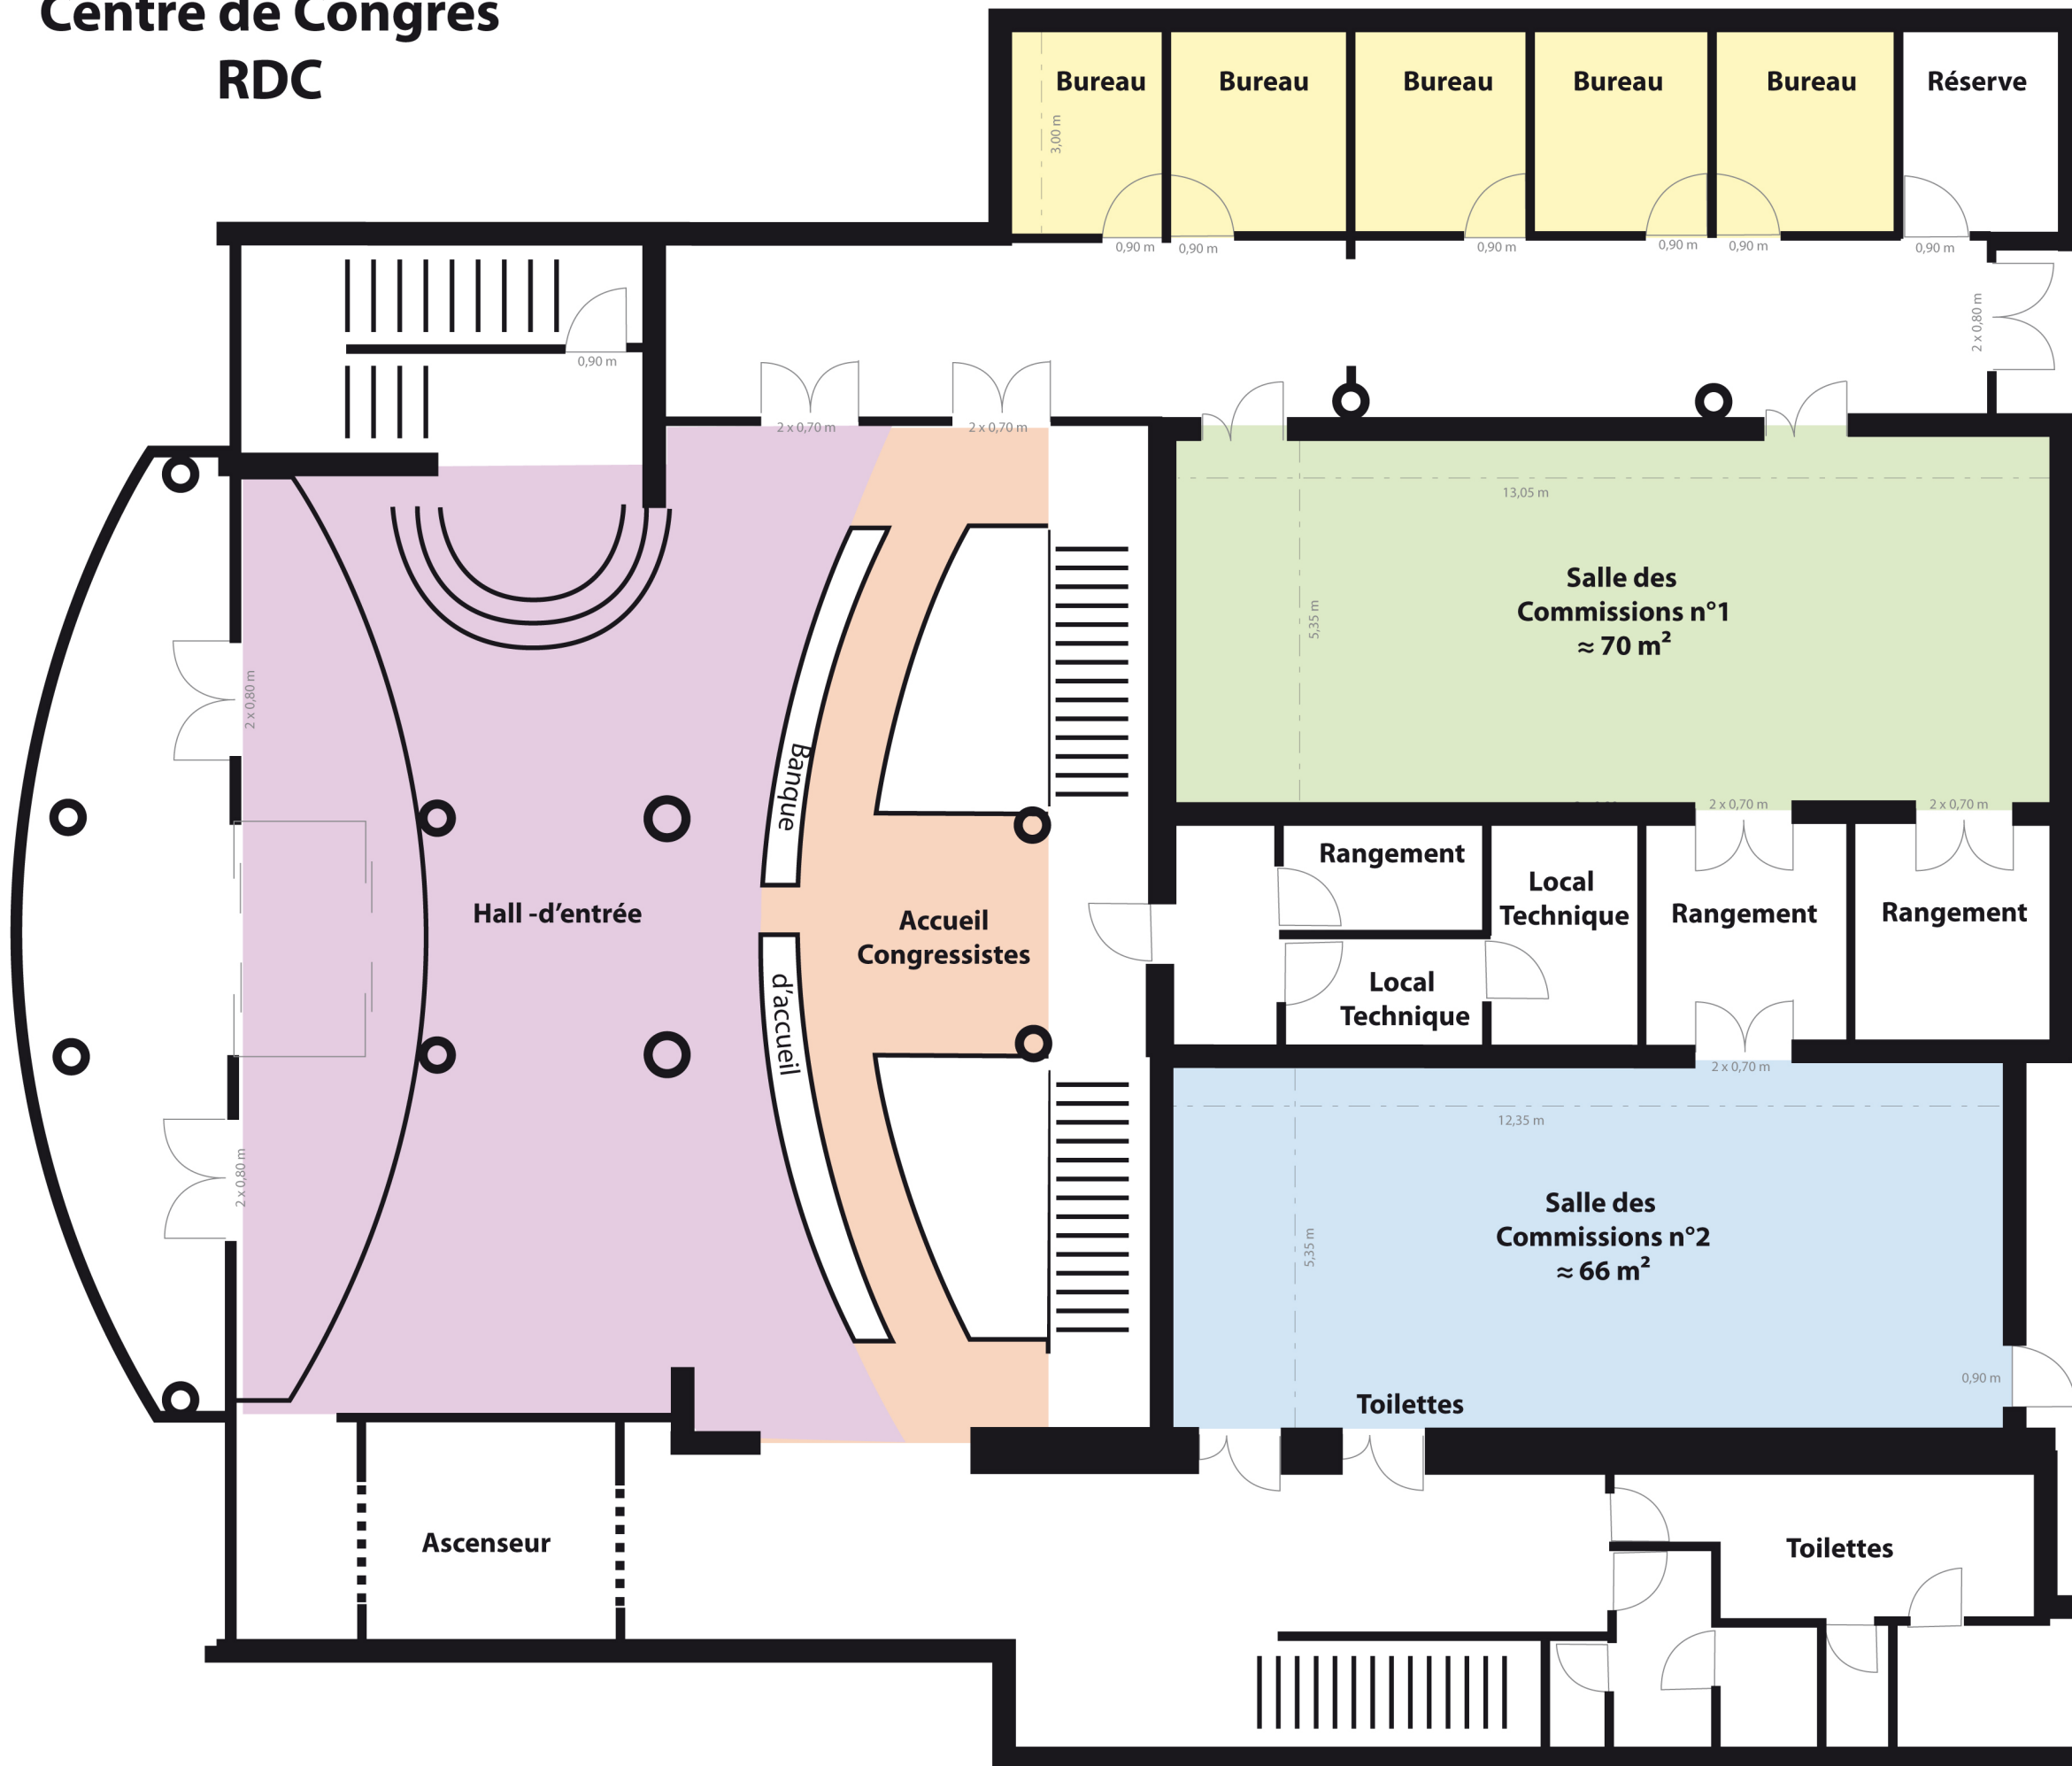 Centre de Congrès
RDC
Bureau
Bureau
Bureau
Bureau
Bureau
Réserve
3,00 m
0,90 m
0,90 m
0,90 m
0,90 m
0,90 m
0,90 m
2 x 0,80 m
0,90 m
2 x 0,70 m
2 x 0,70 m
13,05 m
5,35 m
Salle des
Commissions n°1
≈ 70 m²
2 x 0,80 m
Banque
d'accueil
Hall -d'entrée
Accueil
Congressistes
2 x 0,70 m
2 x 0,70 m
Rangement
Local
Technique
Rangement
Rangement
Local
Technique
2 x 0,70 m
12,35 m
5,35 m
Salle des
Commissions n°2
≈ 66 m²
2 x 0,80 m
0,90 m
Toilettes
Ascenseur
Toilettes